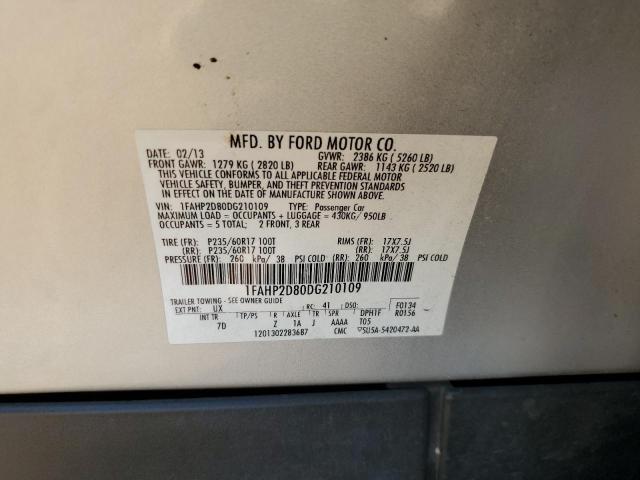 MFD. BY FORD MOTOR CO.
DATE: 02/13 GVWR: 2386 KG ( 5260 LB)
FRONT GAWR: 1279 KG ( 2820 LB) REAR GAWR: 1143 KG ( 2520 LB)
THIS VEHICLE CONFORMS TO ALL APPLICABLE FEDERAL MOTOR
VEHICLE SAFETY, BUMPER, AND THEFT PREVENTION STANDARDS
IN EFFECT ON THE DATE OF MANUFACTURE SHOWN ABOVE.
VIN: 1FAHP2D80DG210109 TYPE: Passenger Car
MAXIMUM LOAD = OCCUPANTS + LUGGAGE = 430KG/ 950LB
OCCUPANTS = 5 TOTAL, 2 FRONT, 3 REAR
TIRE (FR): P235/60R17 100T RIMS (FR): 17X7.5J
(RR): P235/60R17 100T (RR): 17X7.5J
PRESSURE (FR): 260 kPa/ 38 PSI COLD (RR): 260 kPa/ 38 PSI COLD
1FAHP2D80DG210109
TRAILER TOWING - SEE OWNER GUIDE
EXT PNT: UX RC: 41 DSO: F0134
INT TR TP/PS R AXLE TR SPR DPH1F R0156
7D Z 1A J AAAA T05
1201302283687 CMC ▽5U5A-5420472-AA